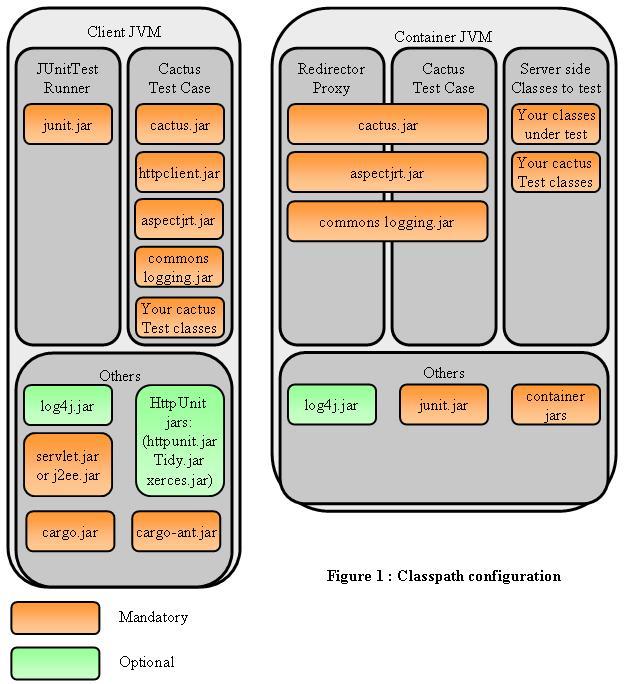 Client JVM
JUnitTest
Runner
junit.jar
Cactus
Test Case
cactus.jar
httpclient.jar
aspectjrt.jar
commons
logging.jar
Your cactus
Test classes
Others
log4j.jar
HttpUnit
jars:
(httpunit.jar
Tidy.jar
xerces.jar)
servlet.jar
or j2ee.jar
cargo.jar
cargo-ant.jar
Container JVM
Redirector
Proxy
Cactus
Test Case
cactus.jar
aspectjrt.jar
commons logging.jar
Server side
Classes to test
Your classes
under test
Your cactus
Test classes
Others
log4j.jar
junit.jar
container
jars
Figure 1 : Classpath configuration
Mandatory
Optional